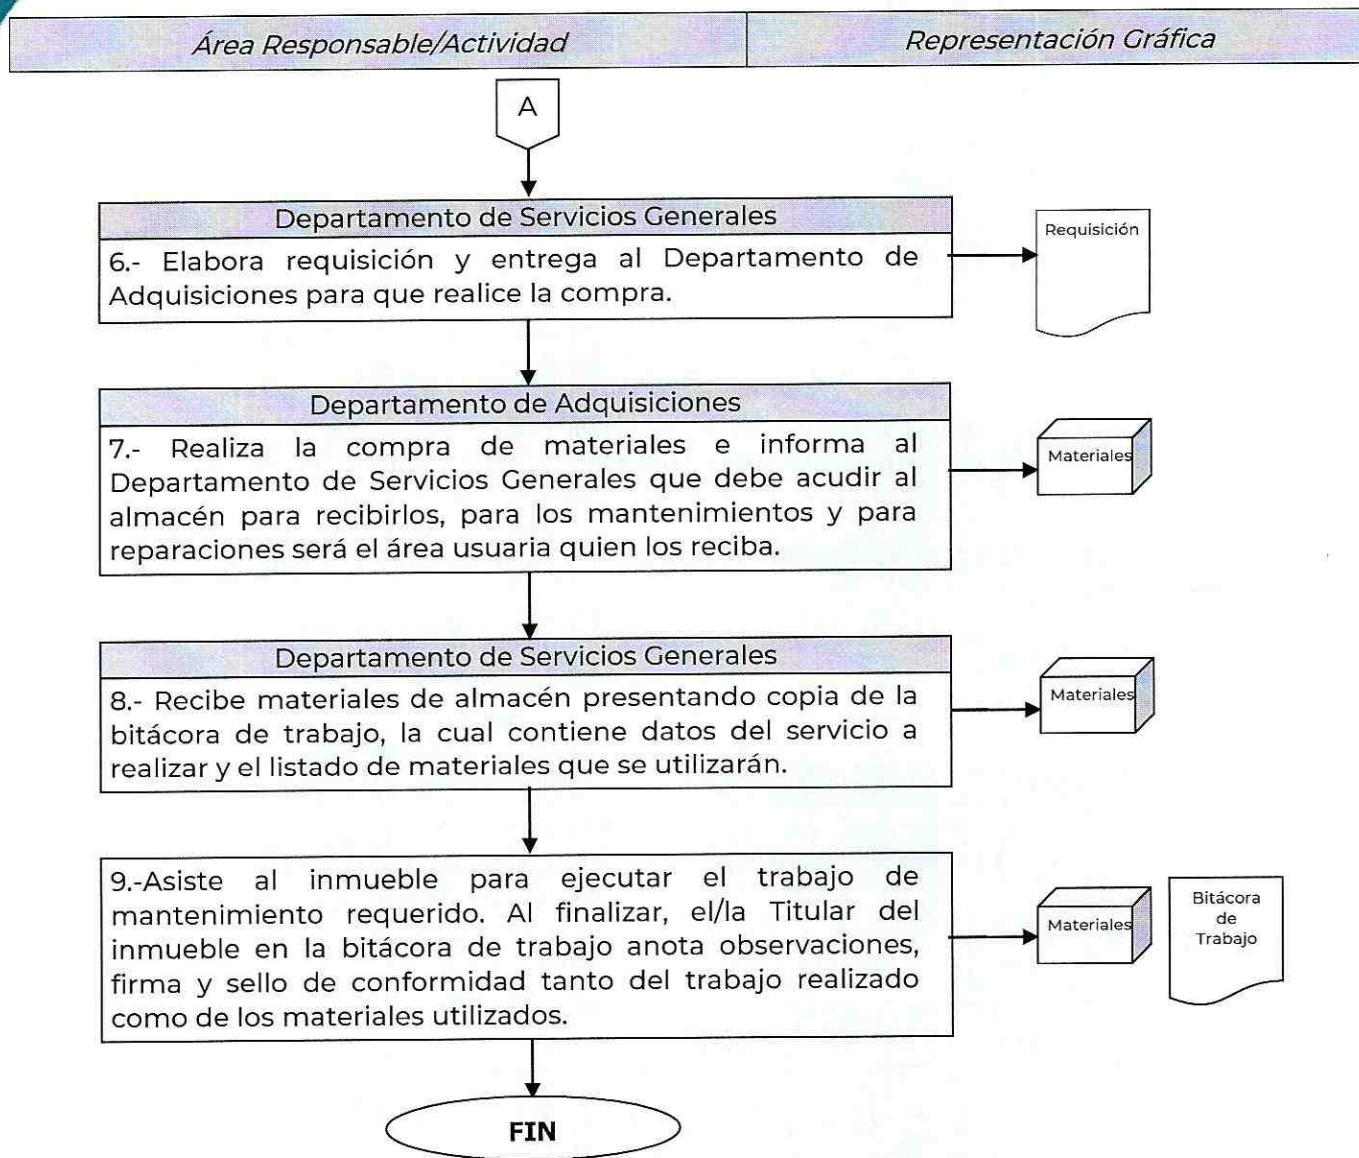 Área Responsable/Actividad
Representación Gráfica
A
Departamento de Servicios Generales
6.- Elabora requisición y entrega al Departamento de
Adquisiciones para que realice la compra.
Requisición
Departamento de Adquisiciones
7.- Realiza la compra de materiales e informa al
Departamento de Servicios Generales que debe acudir al
almacén para recibirlos, para los mantenimientos y para
reparaciones será el área usuaria quien los reciba.
Materiales
Departamento de Servicios Generales
8.- Recibe materiales de almacén presentando copia de la
bitácora de trabajo, la cual contiene datos del servicio a
realizar y el listado de materiales que se utilizarán.
Materiales
9.-Asiste al inmueble para ejecutar el trabajo de
mantenimiento requerido. Al finalizar, el/la Titular del
inmueble en la bitácora de trabajo anota observaciones,
firma y sello de conformidad tanto del trabajo realizado
como de los materiales utilizados.
Materiales
Bitácora
de
Trabajo
FIN